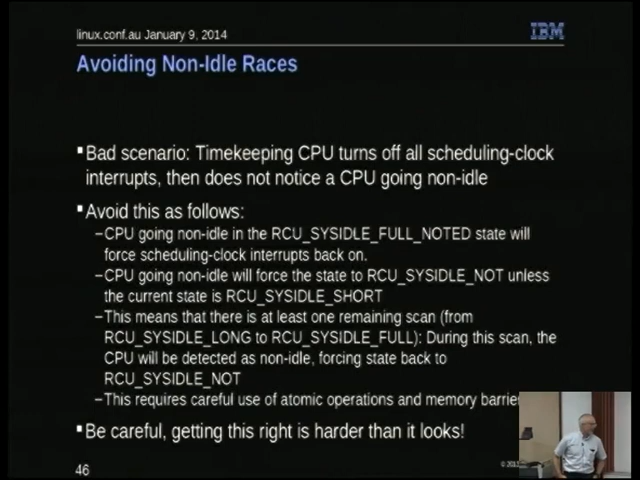 linux.conf.au January 9, 2014
IBM
Avoiding Non-Idle Races
Bad scenario: Timekeeping CPU turns off all scheduling-clock
interrupts, then does not notice a CPU going non-idle
Avoid this as follows:
–CPU going non-idle in the RCU_SYSIDLE_FULL_NOTED state will
force scheduling-clock interrupts back on.
–CPU going non-idle will force the state to RCU_SYSIDLE_NOT unless
the current state is RCU_SYSIDLE_SHORT
–This means that there is at least one remaining scan (from
RCU_SYSIDLE_LONG to RCU_SYSIDLE_FULL): During this scan, the
CPU will be detected as non-idle, forcing state back to
RCU_SYSIDLE_NOT
–This requires careful use of atomic operations and memory
Be careful, getting this right is harder than it looks!
46